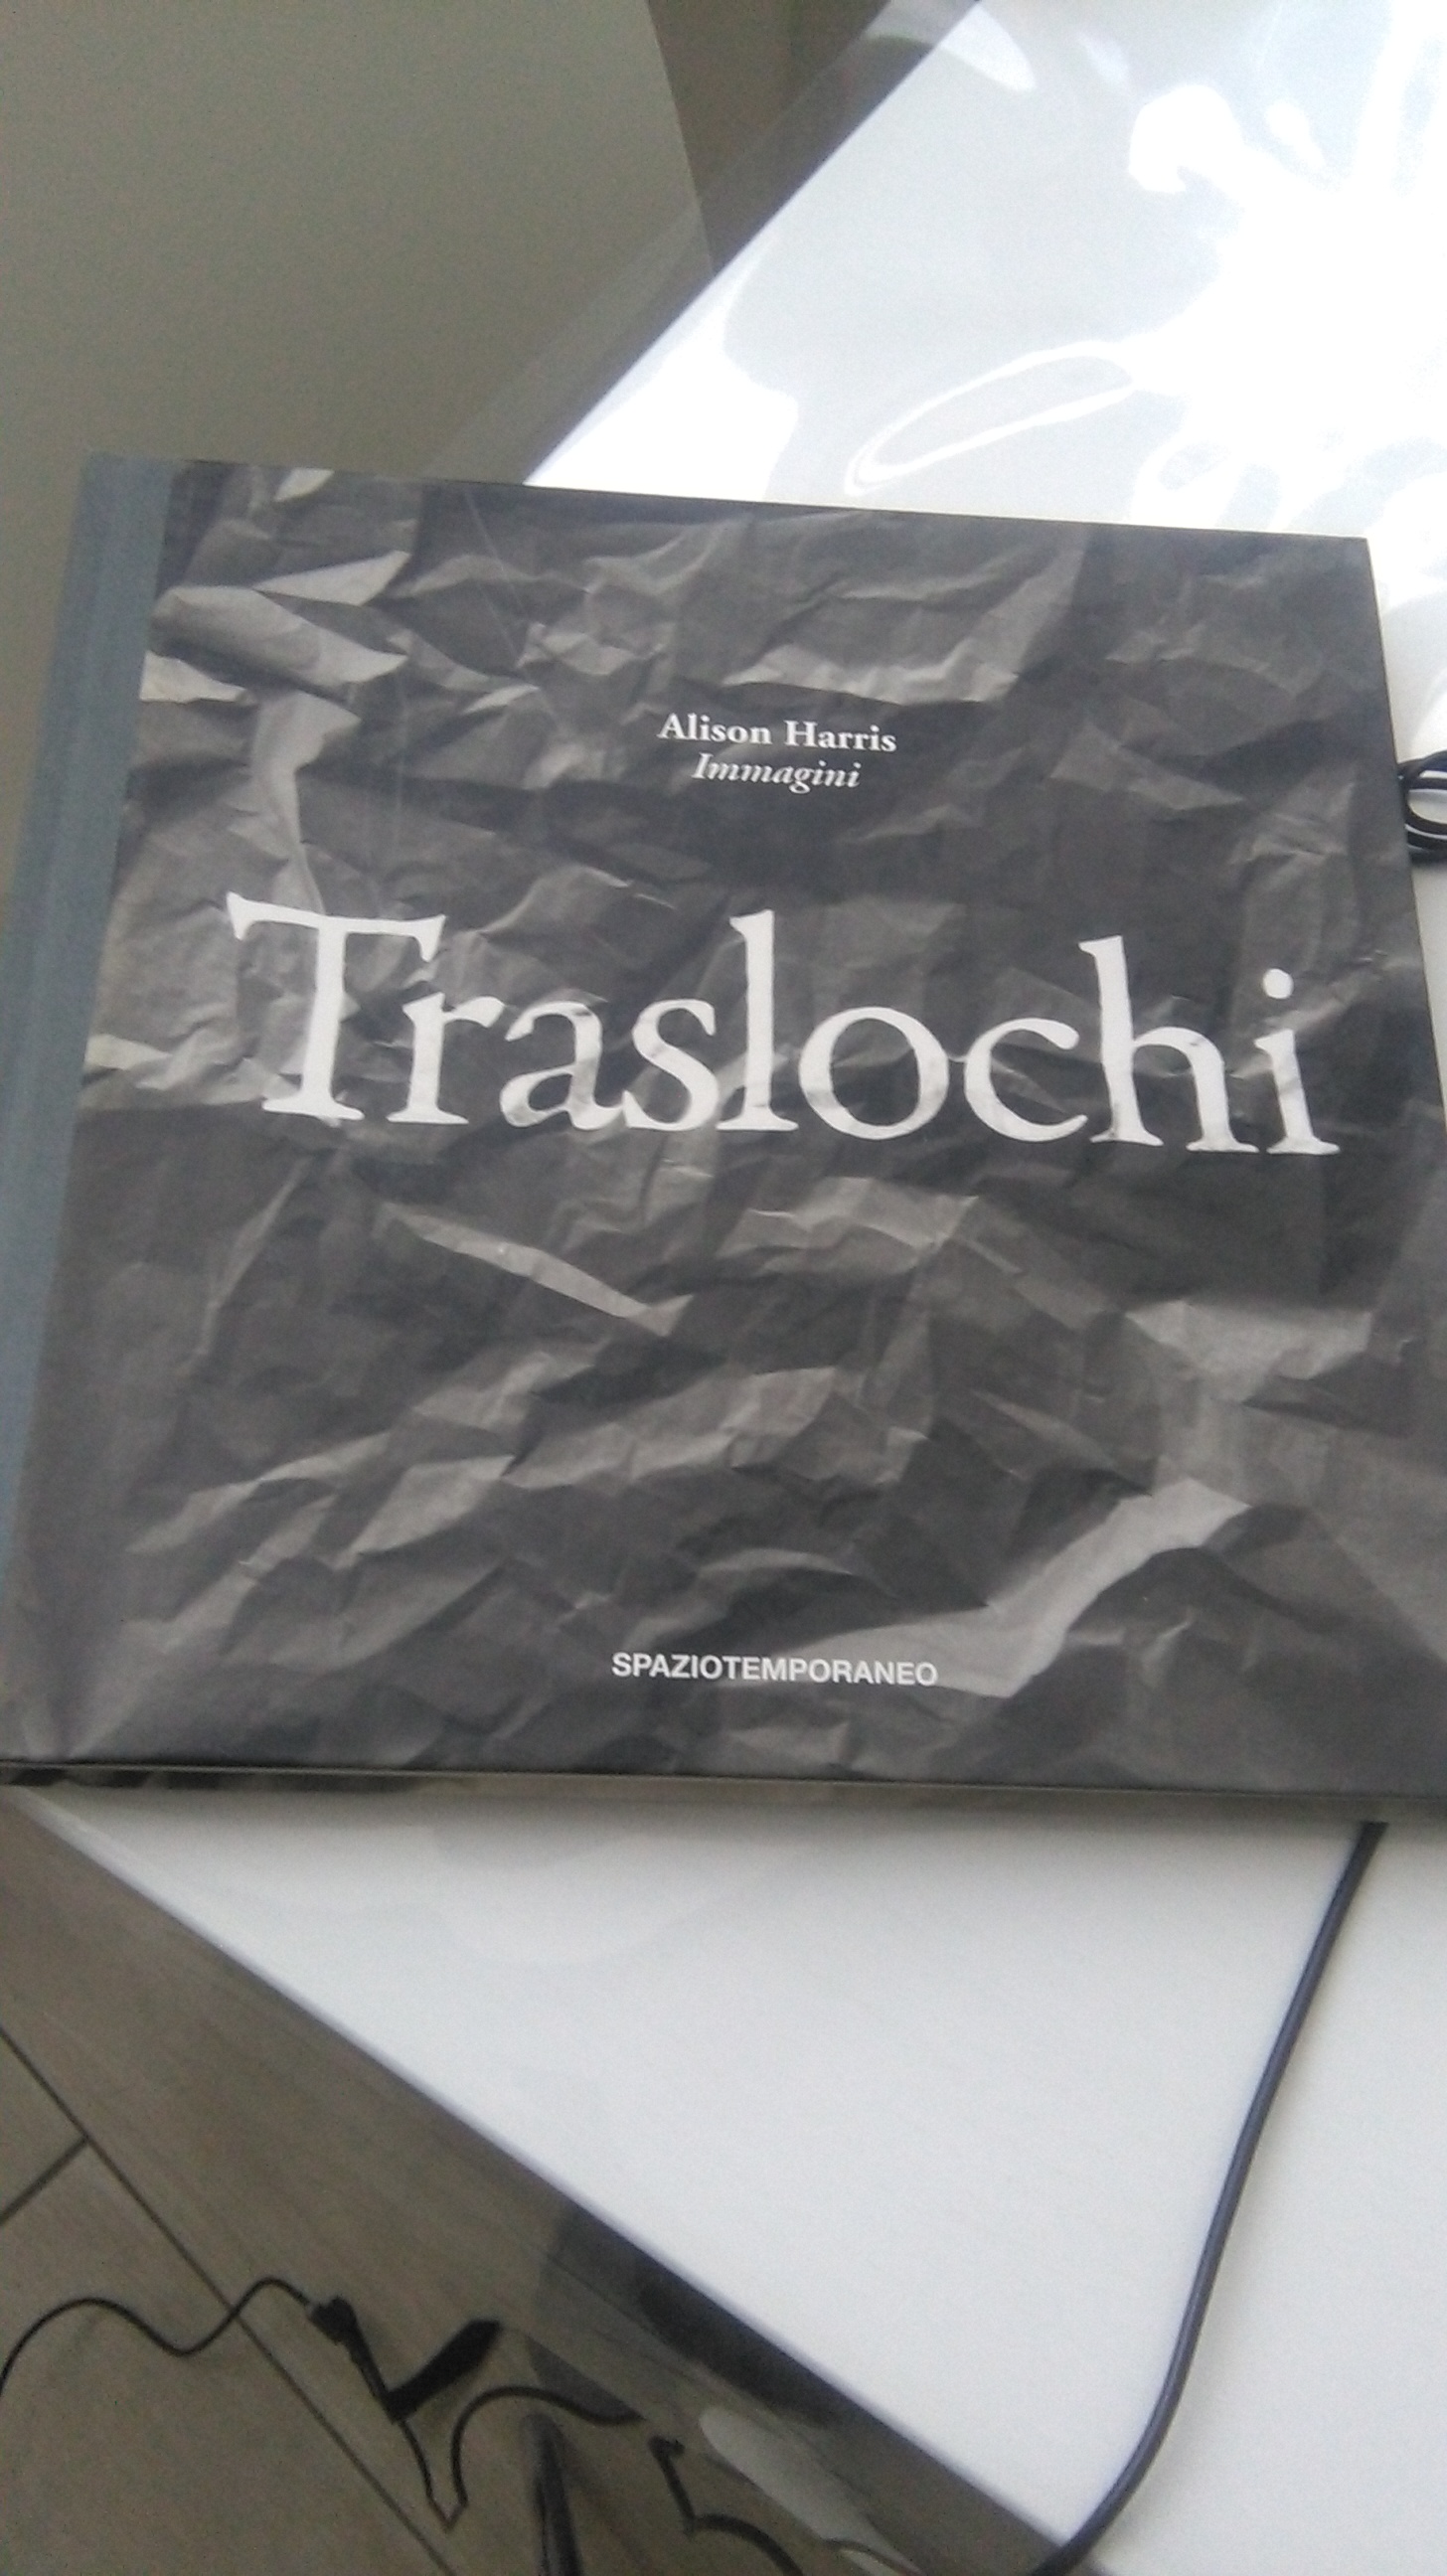 Alison Harris
Immagini
Traslochi
SPAZIOTEMPORANEO